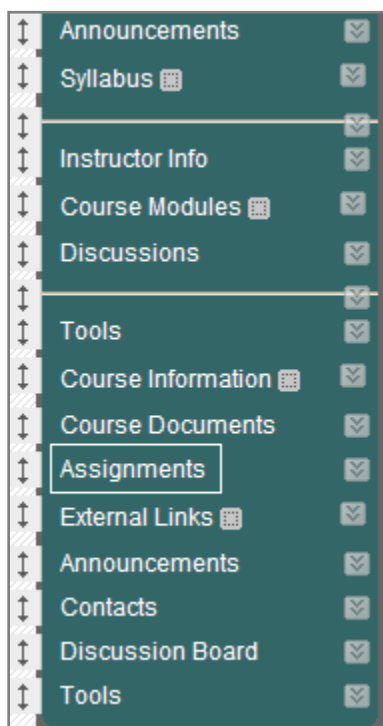 Announcements
Syllabus
Instructor Info
Course Modules
Discussions
Tools
Course Information
Course Documents
Assignments
External Links
Announcements
Contacts
Discussion Board
Tools